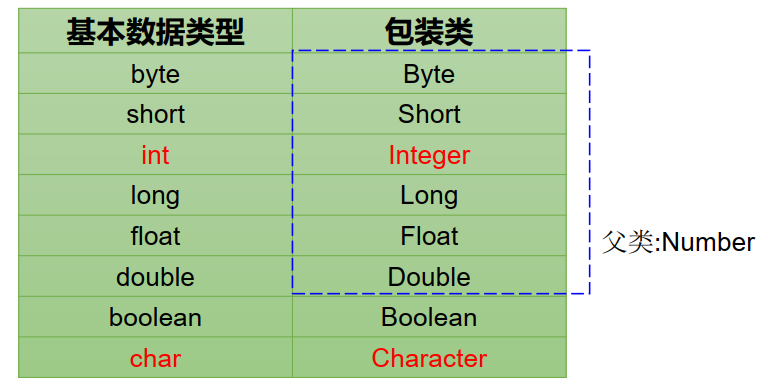 基本数据类型 包装类
byte Byte
short Short
int Integer
long Long
float Float
父类:Number
double Double
boolean Boolean
char Character